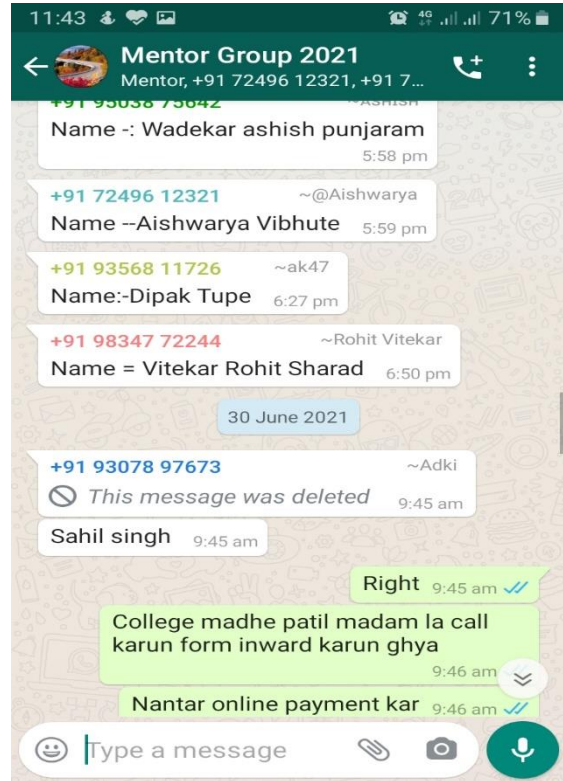 11:43 4G 71%
Mentor Group 2021
Mentor, +91 72496 12321, +91 7...
+91 95038 75642 ~ASHISH
Name -: Wadekar ashish punjaram
5:58 pm
+91 72496 12321 ~@Aishwarya
Name --Aishwarya Vibhute 5:59 pm
+91 93568 11726 ~ak47
Name:-Dipak Tupe 6:27 pm
+91 98347 72244 ~Rohit Vitekar
Name = Vitekar Rohit Sharad 6:50 pm
30 June 2021
+91 93078 97673 ~Adki
This message was deleted 9:45 am
Sahil singh 9:45 am
Right 9:45 am
College madhe patil madam la call
karun form inward karun ghya
9:46 am
Nantar online payment kar 9:46 am
Type a message